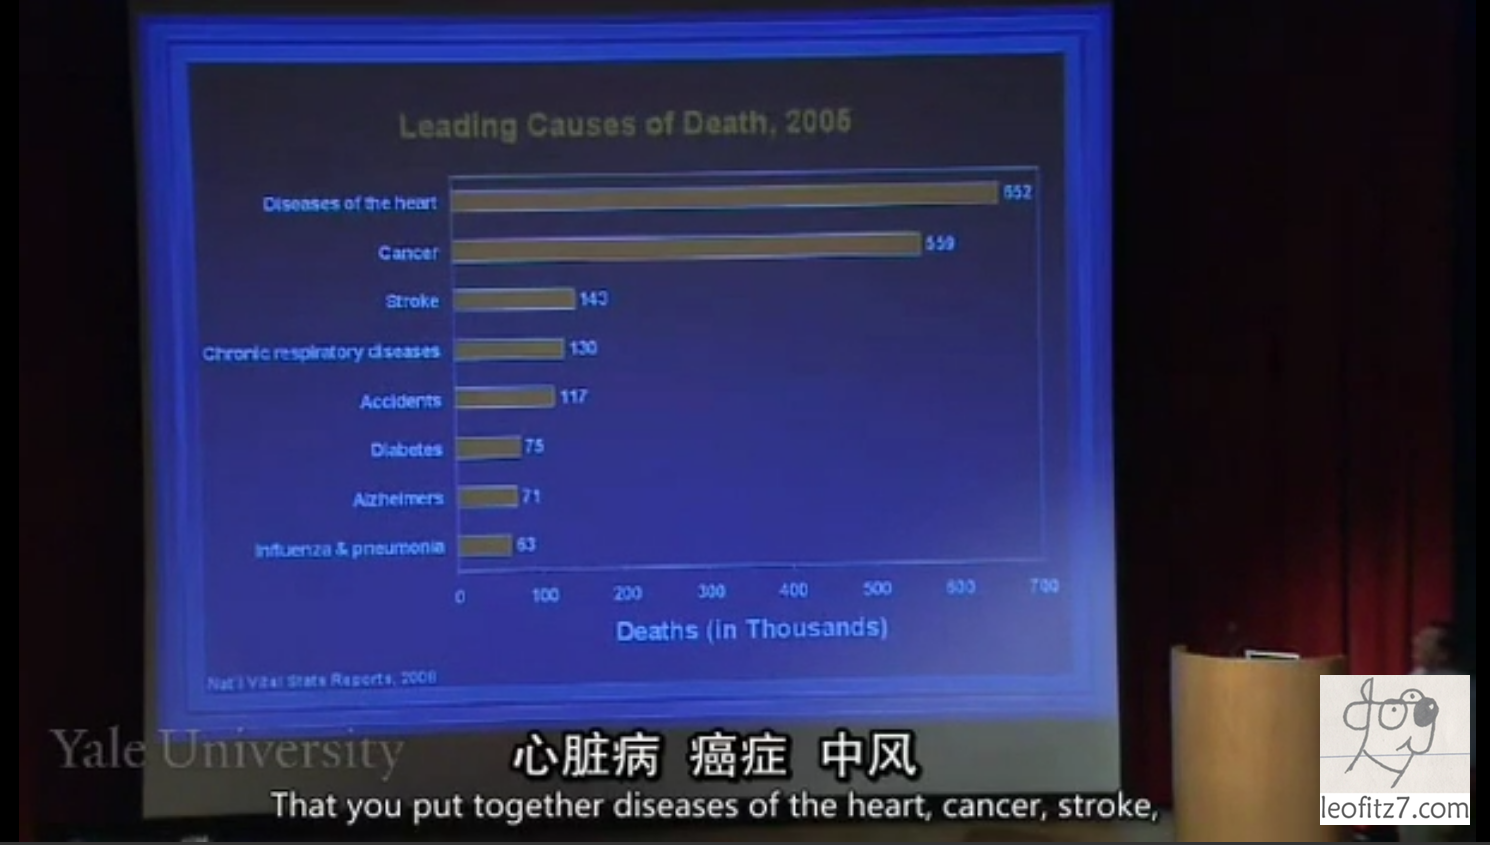 Leading Causes of Death, 2005
Diseases of the heart 652
Cancer 559
Stroke 143
Chronic respiratory diseases 130
Accidents 117
Diabetes 75
Alzheimers 71
Influenza & pneumonia 63
0 100 200 300 400 500 600 700
Deaths (in Thousands)
Nat'l Vital Stats Reports, 2008
Yale University
心脏病 癌症 中风
That you put together diseases of the heart, cancer, stroke,
dog
leofitz7.com